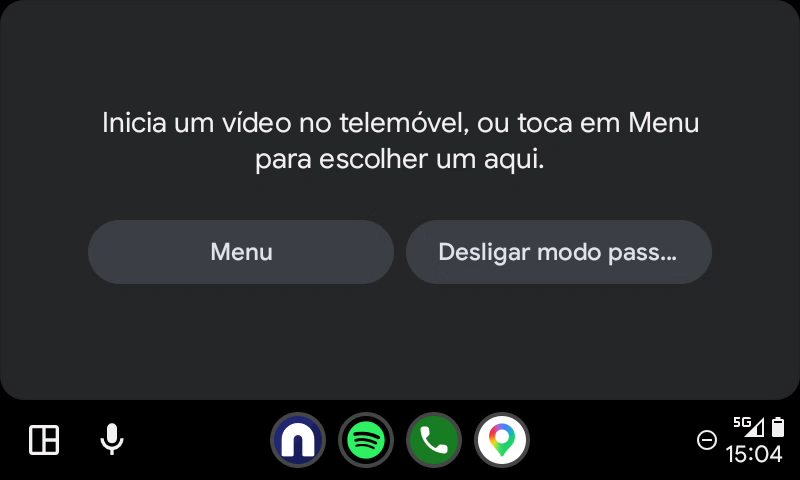 Inicia um vídeo no telemóvel, ou toca em Menu
para escolher um aqui.
Menu
Desligar modo pass...
5G
15:04